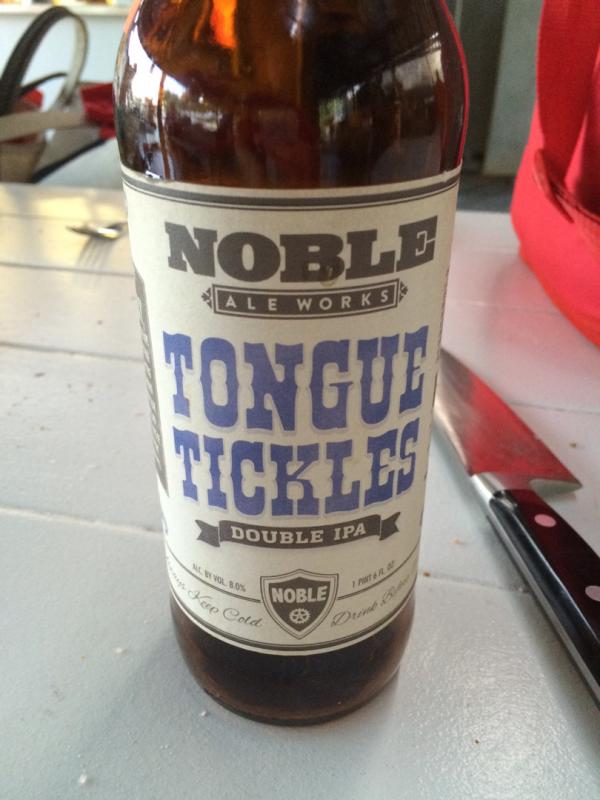 NOBLE
ALE WORKS
TONGUE
TICKLES
DOUBLE IPA
ALC. BY VOL. 8.0%
1 PINT 6 FL. OZ
NOBLE
Keep Cold
Drink